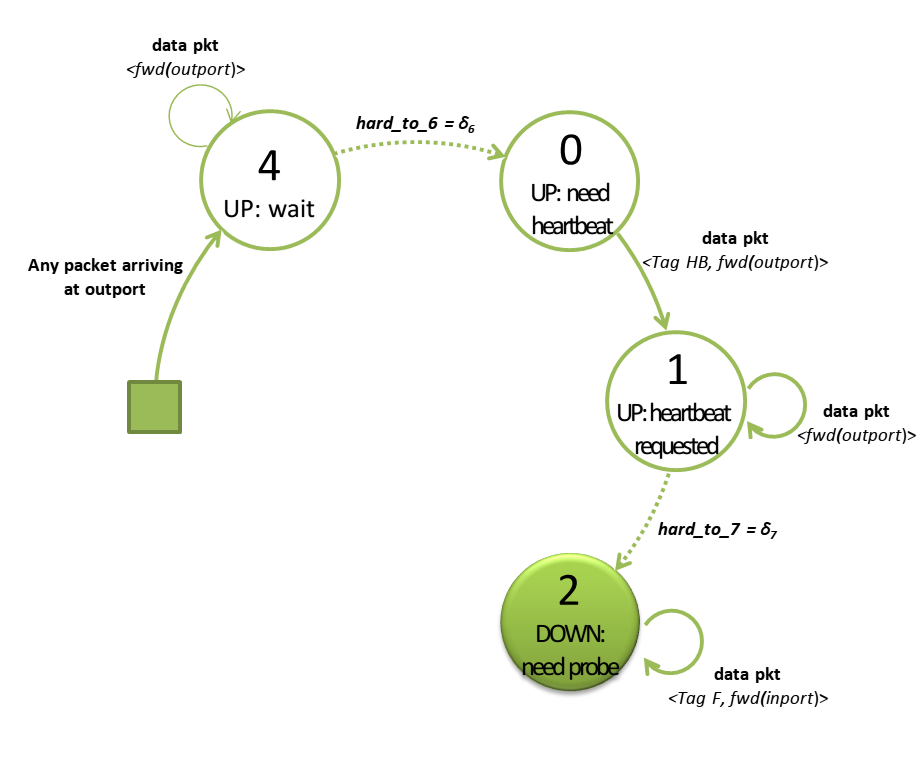 data pkt
<fwd(outport)>
hard_to_6 = δ6
4
UP: wait
0
UP: need
heartbeat
data pkt
<Tag HB, fwd(outport)>
Any packet arriving
at outport
1
UP: heartbeat
requested
data pkt
<fwd(outport)>
hard_to_7 = δ7
2
DOWN:
need probe
data pkt
<Tag F, fwd(inport)>